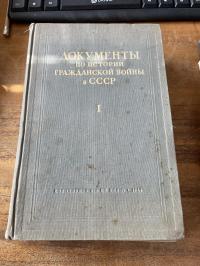 ДОКУМЕНТЫ
ПО ИСТОРИИ
ГРАЖДАНСКОЙ ВОЙНЫ
в СССР
I